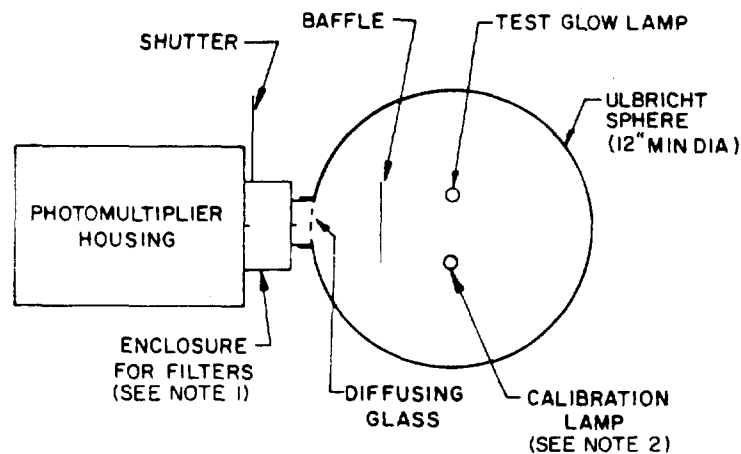 BAFFLE
TEST GLOW LAMP
SHUTTER
ULBRICHT
SPHERE
(12" MIN DIA)
PHOTOMULTIPLIER
HOUSING
ENCLOSURE
FOR FILTERS
(SEE NOTE 1)
DIFFUSING
GLASS
CALIBRATION
LAMP
(SEE NOTE 2)